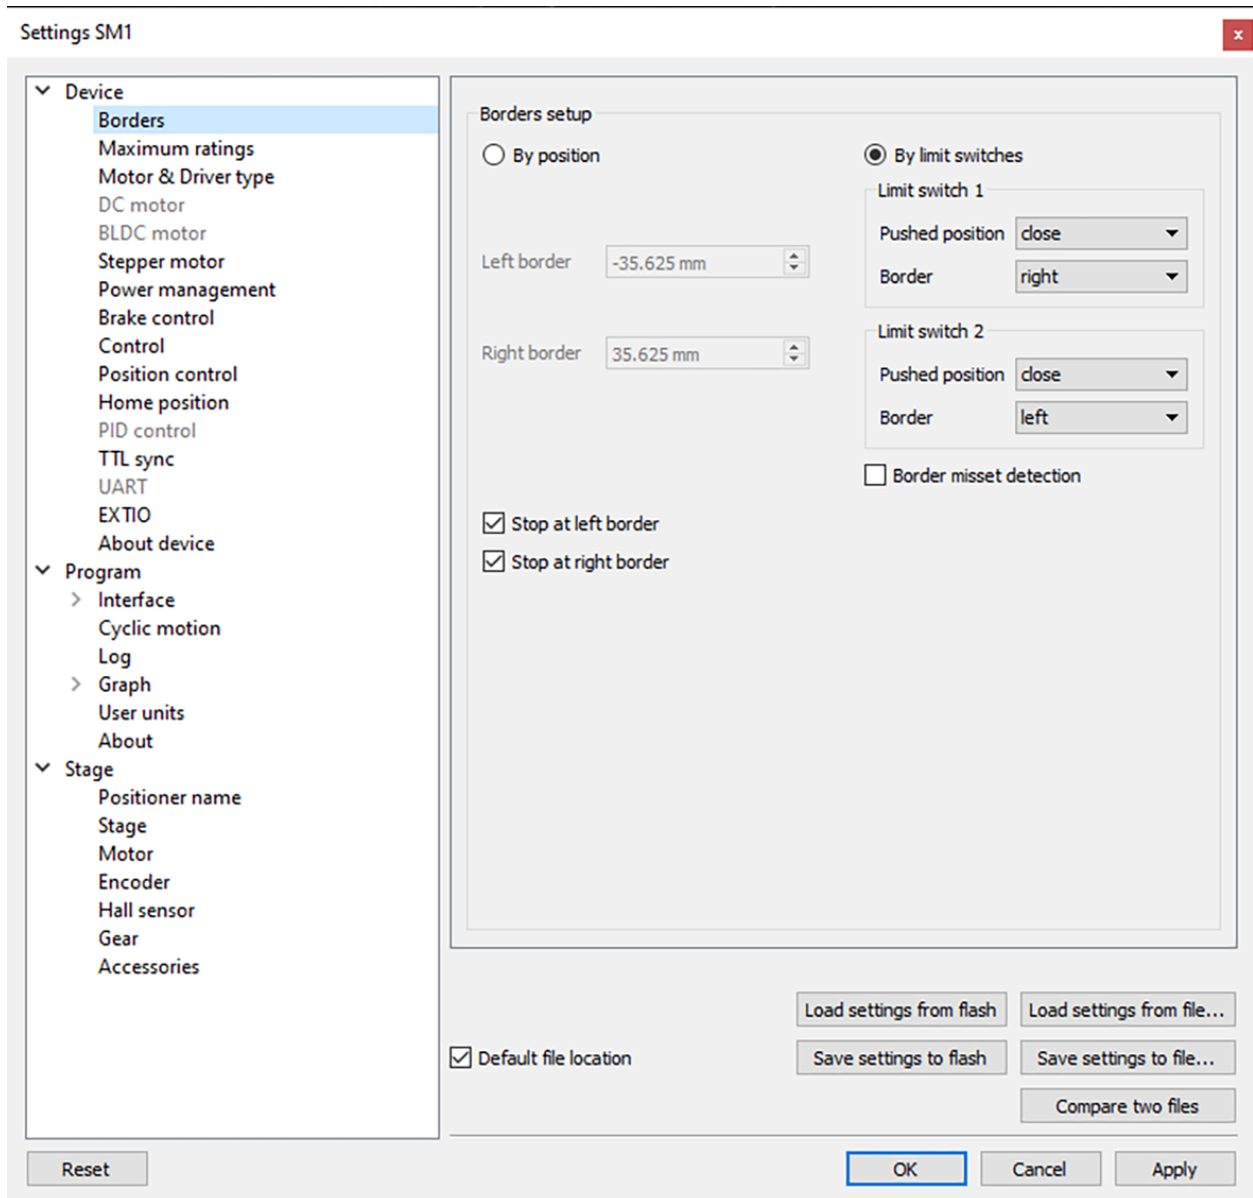 Settings SM1
x
Device
Borders
Maximum ratings
Motor & Driver type
DC motor
BLDC motor
Stepper motor
Power management
Brake control
Control
Position control
Home position
PID control
TTL sync
UART
EXTIO
About device
Program
Interface
Cyclic motion
Log
Graph
User units
About
Stage
Positioner name
Stage
Motor
Encoder
Hall sensor
Gear
Accessories
Borders setup
By position
Left border -35.625 mm
Right border 35.625 mm
By limit switches
Limit switch 1
Pushed position close
Border right
Limit switch 2
Pushed position close
Border left
Border misset detection
Stop at left border
Stop at right border
Load settings from flash Load settings from file...
Default file location Save settings to flash Save settings to file...
Compare two files
Reset OK Cancel Apply